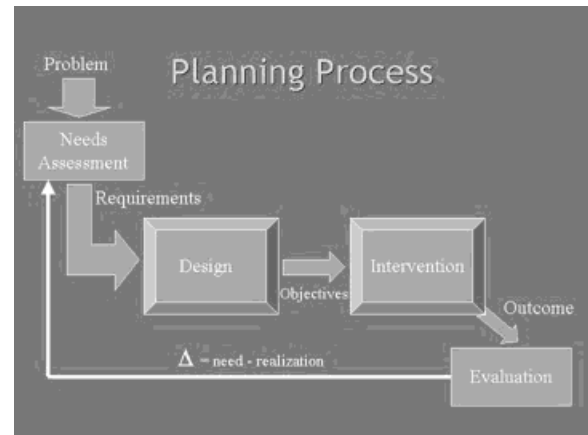 Problem
Planning Process
Needs
Assessment
Requirements
Design
Objectives
Intervention
Outcome
Δ = need - realization
Evaluation